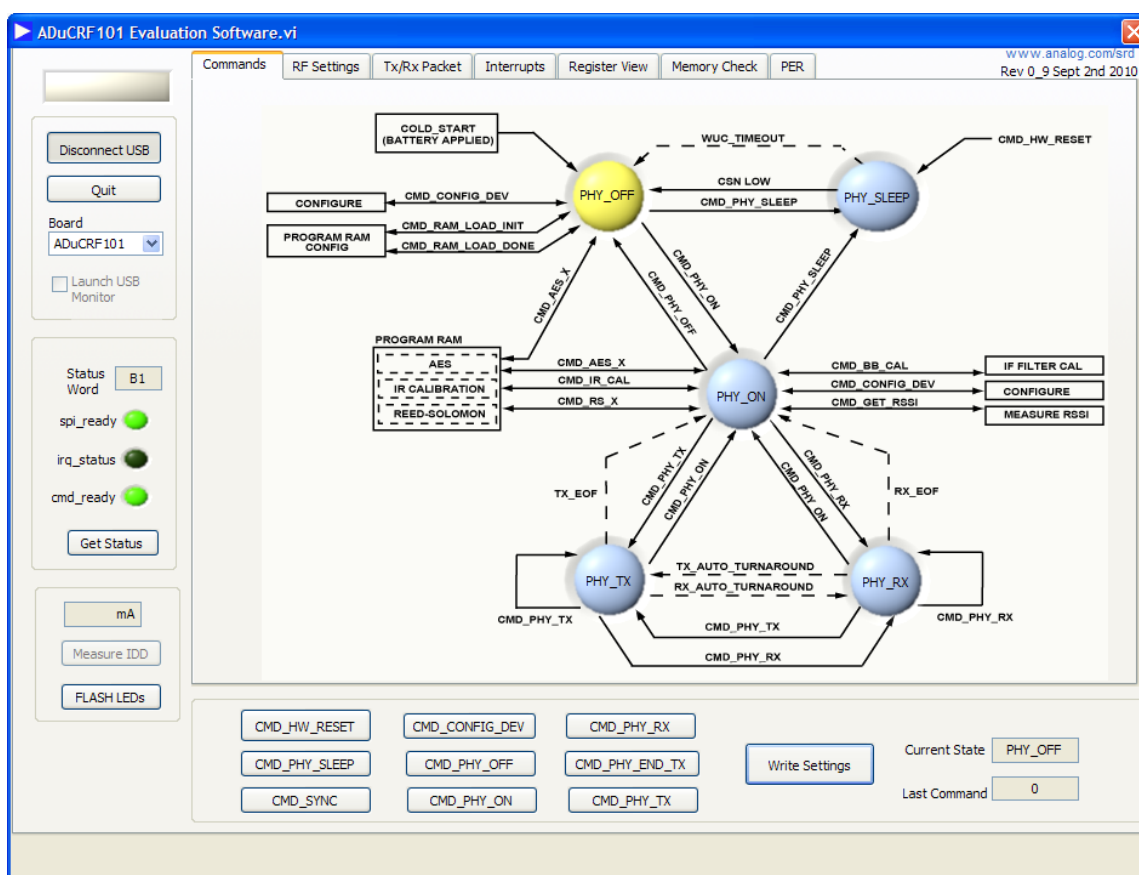 ADuCRF101 Evaluation Software.vi
www.analog.com/srd
Rev 0_9 Sept 2nd 2010
Commands
RF Settings
Tx/Rx Packet
Interrupts
Register View
Memory Check
PER
Disconnect USB
Quit
Board
ADuCRF101
Launch USB
Monitor
Status
Word
B1
spi_ready
irq_status
cmd_ready
Get Status
mA
Measure IDD
FLASH LEDs
COLD_START
(BATTERY APPLIED)
WUC_TIMEOUT
CMD_HW_RESET
PHY_OFF
CSN LOW
PHY_SLEEP
CONFIGURE
CMD_CONFIG_DEV
CMD_PHY_SLEEP
PROGRAM RAM
CONFIG
CMD_RAM_LOAD_INIT
CMD_RAM_LOAD_DONE
CMD_AES_X
CMD_PHY_OFF
CMD_PHY_ON
CMD_PHY_SLEEP
PROGRAM RAM
AES
IR CALIBRATION
REED-SOLOMON
CMD_AES_X
CMD_IR_CAL
CMD_RS_X
PHY_ON
CMD_BB_CAL
CMD_CONFIG_DEV
CMD_GET_RSSI
IF FILTER CAL
CONFIGURE
MEASURE RSSI
TX_EOF
CMD_PHY_TX
CMD_PHY_ON
CMD_PHY_ON
CMD_PHY_RX
RX_EOF
PHY_TX
TX_AUTO_TURNAROUND
RX_AUTO_TURNAROUND
PHY_RX
CMD_PHY_TX
CMD_PHY_TX
CMD_PHY_RX
CMD_PHY_RX
CMD_HW_RESET
CMD_CONFIG_DEV
CMD_PHY_RX
CMD_PHY_SLEEP
CMD_PHY_OFF
CMD_PHY_END_TX
CMD_SYNC
CMD_PHY_ON
CMD_PHY_TX
Write Settings
Current State
PHY_OFF
Last Command
0